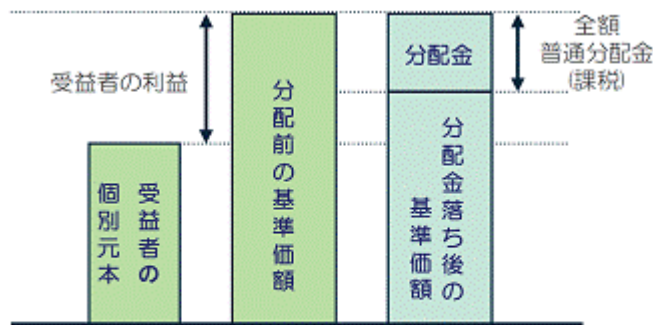 受益者の利益
受益者の
個別元本
分配前の基準価額
分配金
分配金落ち後の
基準価額
全額
普通分配金
(課税)